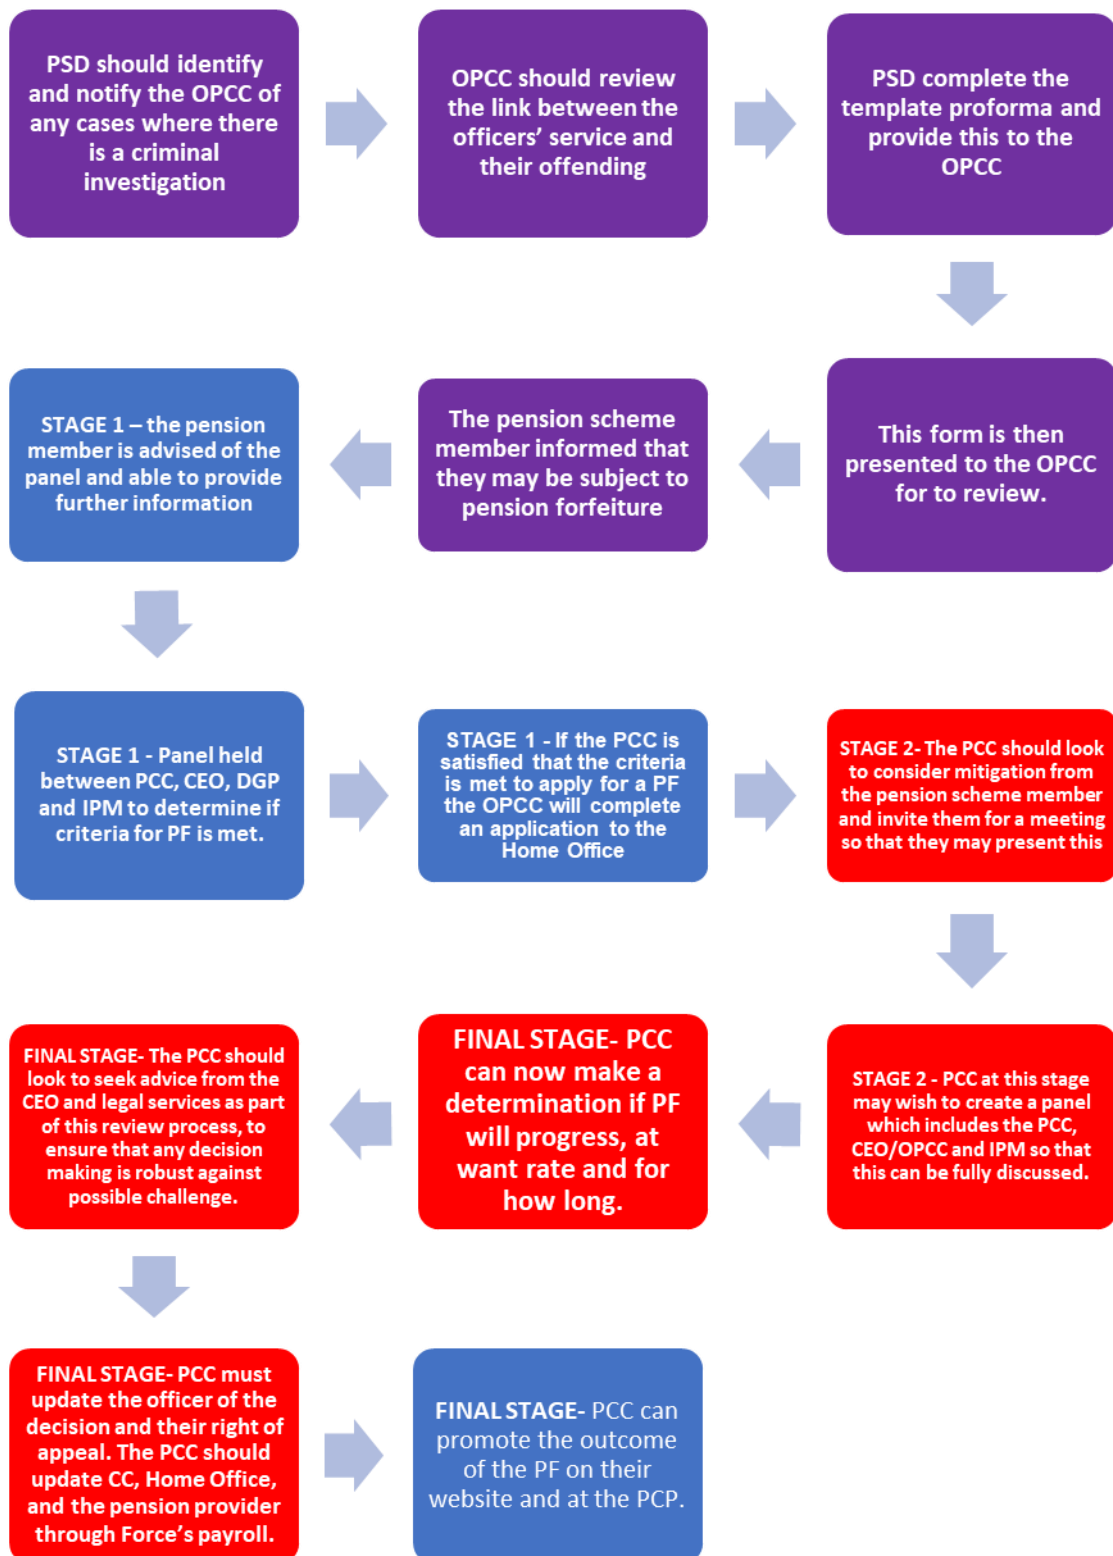 PSD should identify
and notify the OPCC of
any cases where there
is a criminal
investigation
OPCC should review
the link between the
officers’ service and
their offending
PSD complete the
template proforma and
provide this to the
OPCC
This form is then
presented to the OPCC
for to review.
The pension scheme
member informed that
they may be subject to
pension forfeiture
STAGE 1 – the pension
member is advised of the
panel and able to provide
further information
STAGE 1 - Panel held
between PCC, CEO, DGP
and IPM to determine if
criteria for PF is met.
STAGE 1 - If the PCC is
satisfied that the criteria
is met to apply for a PF
the OPCC will complete
an application to the
Home Office
STAGE 2- The PCC should look
to consider mitigation from
the pension scheme member
and invite them for a meeting
so that they may present this
STAGE 2 - PCC at this stage
may wish to create a panel
which includes the PCC,
CEO/OPCC and IPM so that
this can be fully discussed.
FINAL STAGE- PCC
can now make a
determination if PF
will progress, at
want rate and for
how long.
FINAL STAGE- The PCC should
look to seek advice from the
CEO and legal services as part
of this review process, to
ensure that any decision
making is robust against
possible challenge.
FINAL STAGE- PCC must
update the officer of the
decision and their right of
appeal. The PCC should
update CC, Home Office,
and the pension provider
through Force’s payroll.
FINAL STAGE- PCC can
promote the outcome
of the PF on their
website and at the PCP.